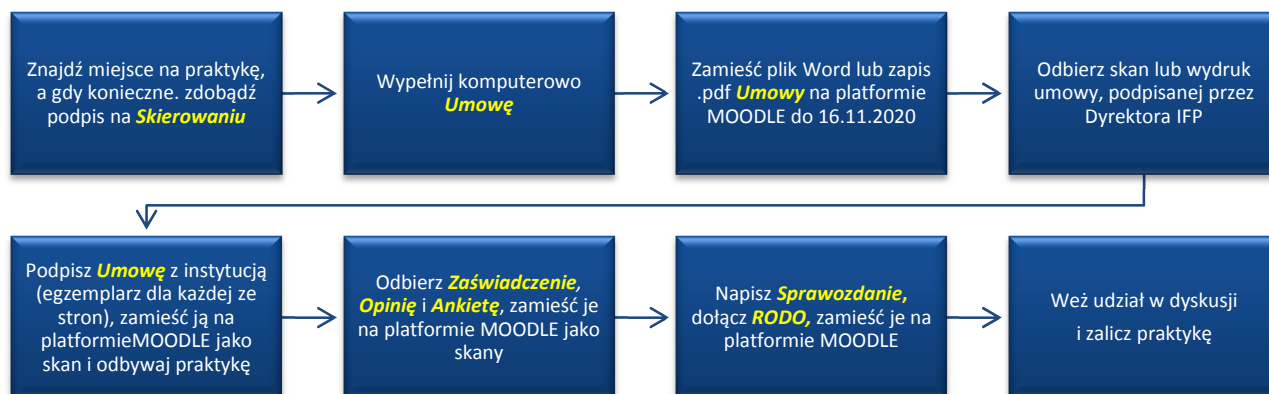 Znajdź miejsce na praktykę,
a gdy konieczne. zdobądź
podpis na Skierowaniu
Wypełnij komputerowo
Umowę
Zamieść plik Word lub zapis
.pdf Umowy na platformie
MOODLE do 16.11.2020
Odbierz skan lub wydruk
umowy, podpisanej przez
Dyrektora IFP
Podpisz Umowę z instytucją
(egzemplarz dla każdej ze
stron), zamieść ją na
platformieMOODLE jako
skan i odbywaj praktykę
Odbierz Zaświadczenie,
Opinię i Ankietę, zamieść je
na platformie MOODLE jako
skany
Napisz Sprawozdanie,
dołącz RODO, zamieść je na
platformie MOODLE
Weż udział w dyskusji
i zalicz praktykę